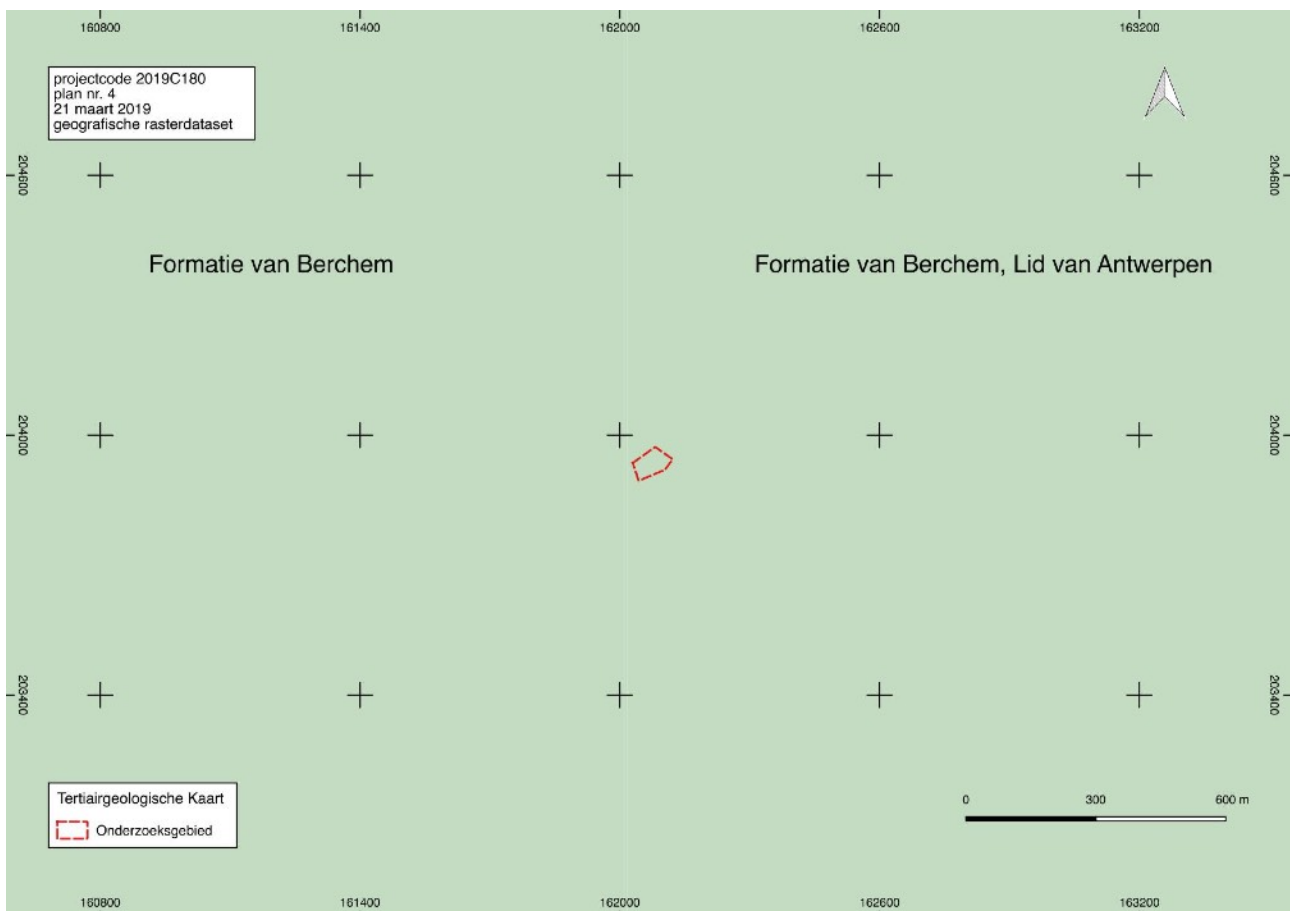 160800 161400 162000 162600 163200
projectcode 2019C180
plan nr. 4
21 maart 2019
geografische rasterdataset
204600 204600
Formatie van Berchem Formatie van Berchem, Lid van Antwerpen
204000 204000
203400 203400
Tertiairgeologische Kaart
Onderzoeksgebied
0 300 600 m
160800 161400 162000 162600 163200